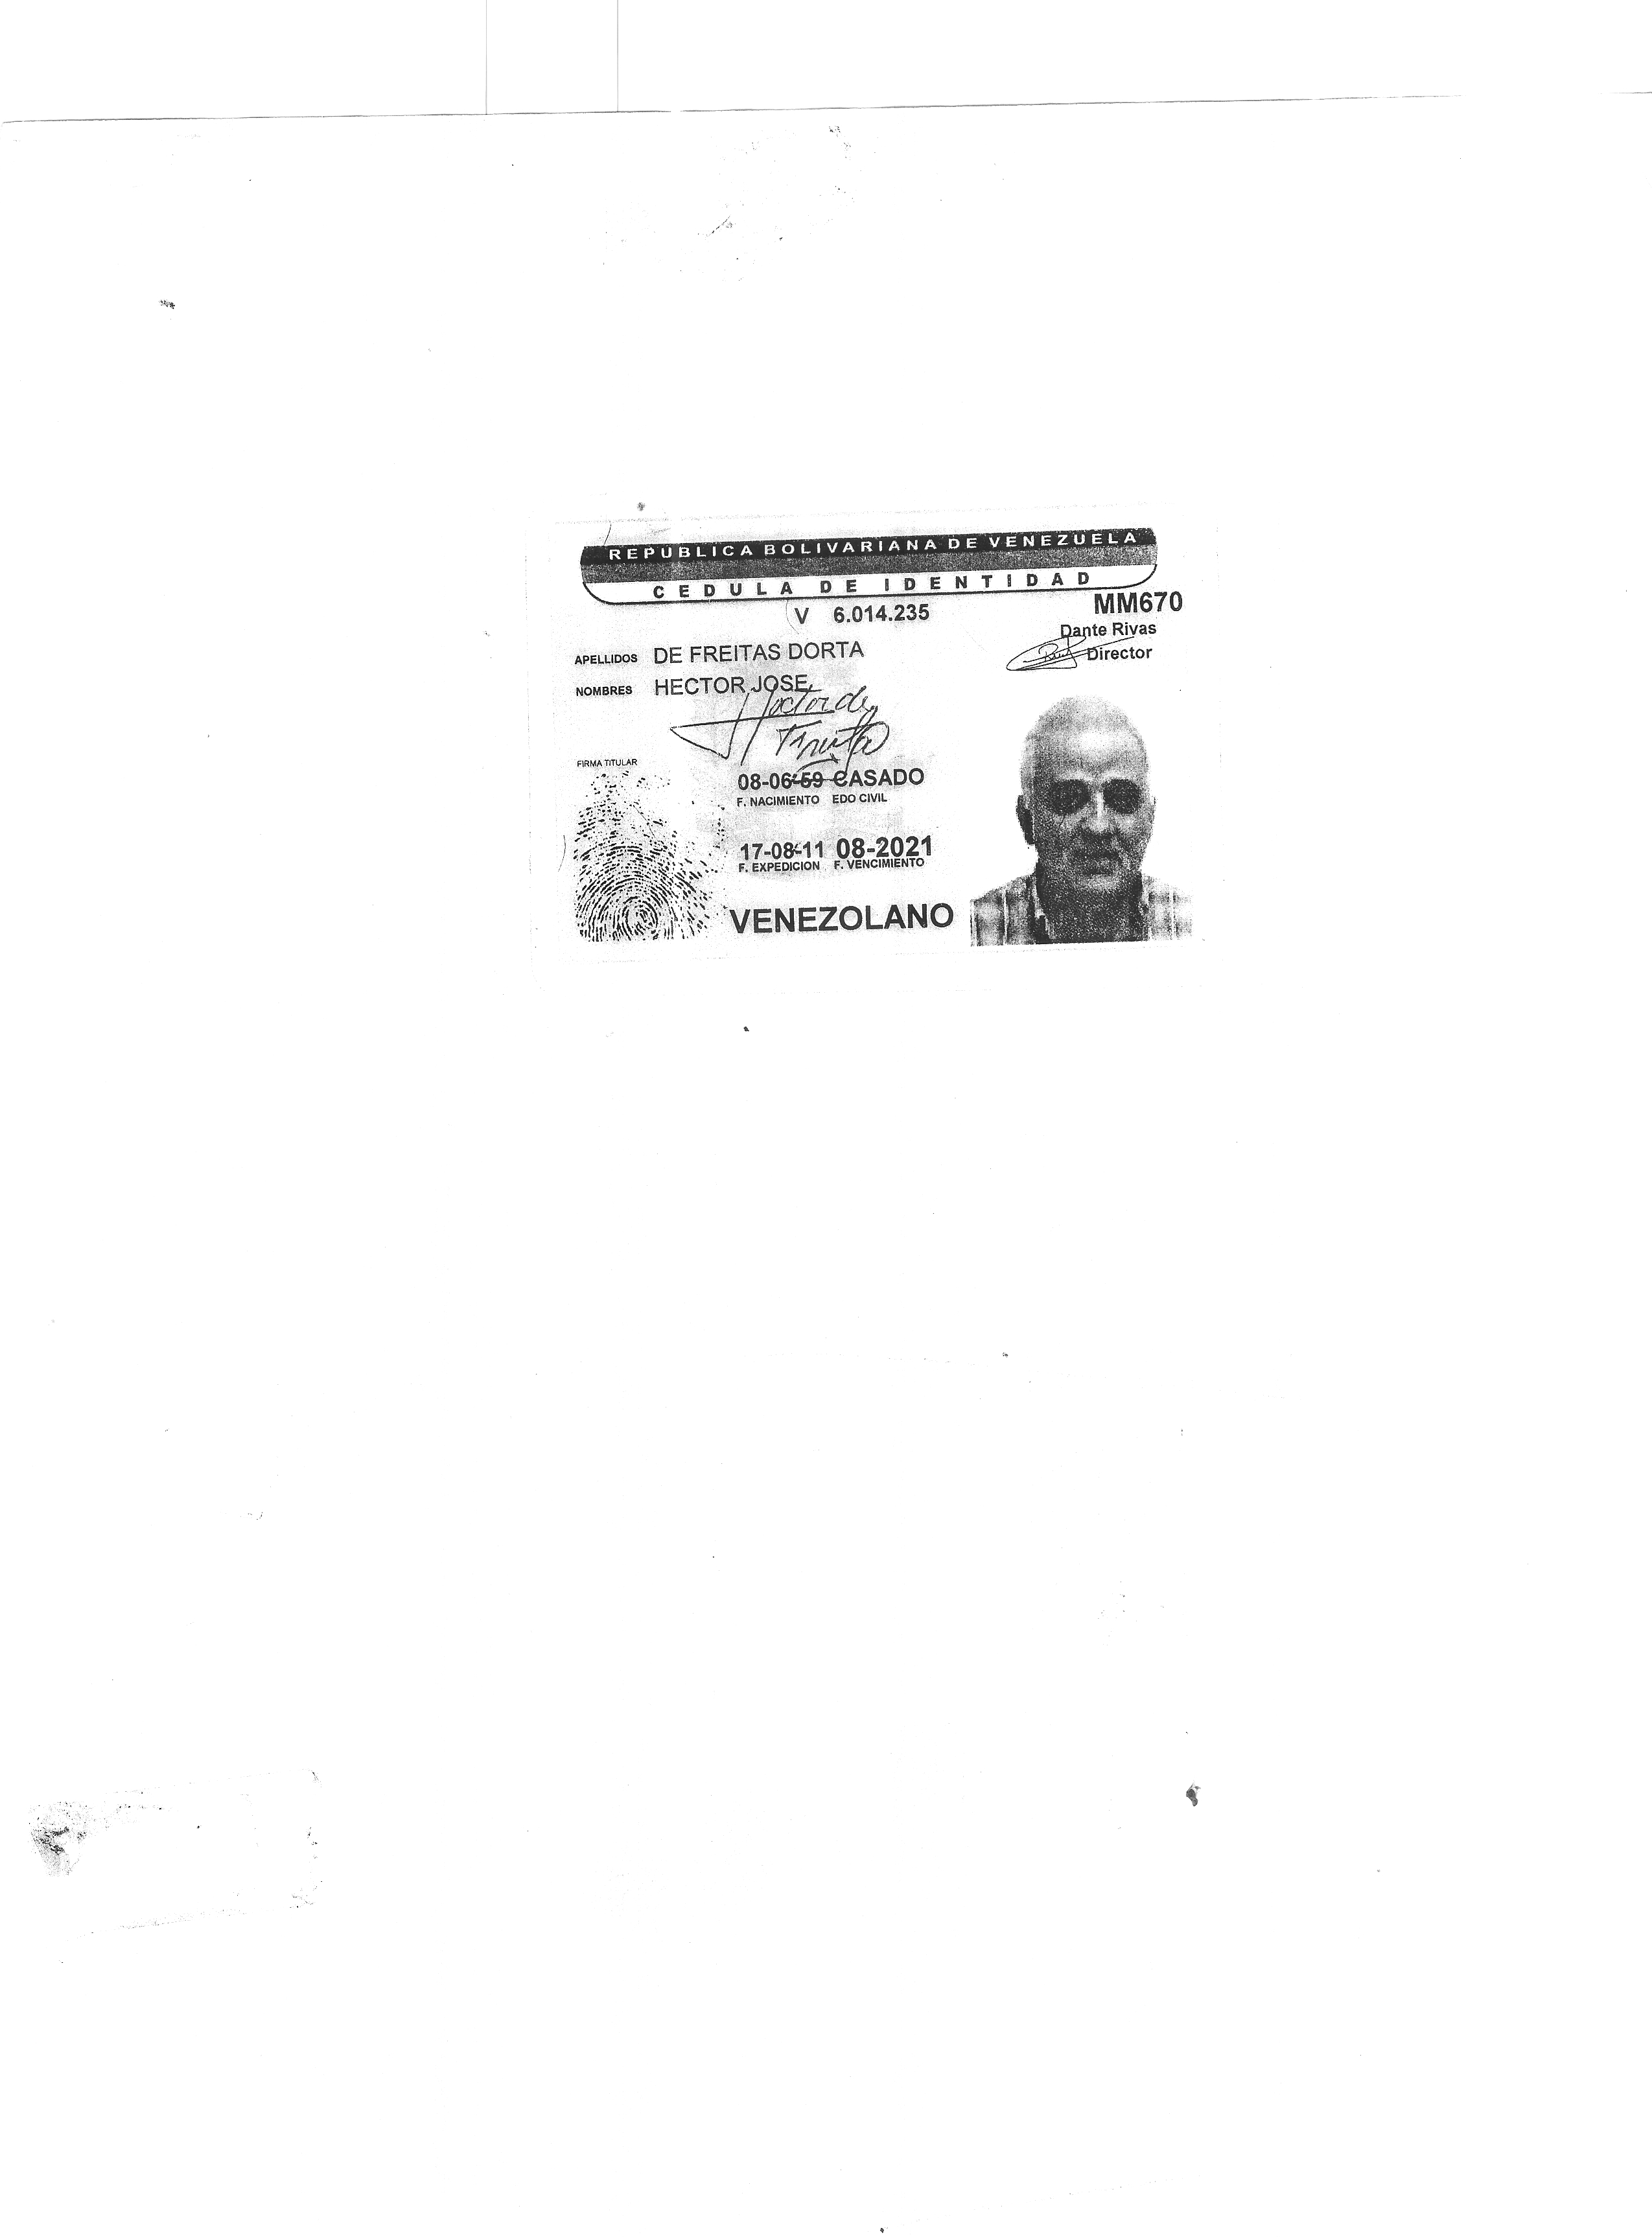 REPUBLICA BOLIVARIANA DE VENEZUELA
CEDULA DE IDENTIDAD
V 6.014.235
MM670
Dante Rivas
Director
APELLIDOS DE FREITAS DORTA
NOMBRES HECTOR JOSE
Hector de
Freitas
FIRMA TITULAR
08-06-59 CASADO
F. NACIMIENTO EDO CIVIL
17-08-11 08-2021
F. EXPEDICION F. VENCIMIENTO
VENEZOLANO